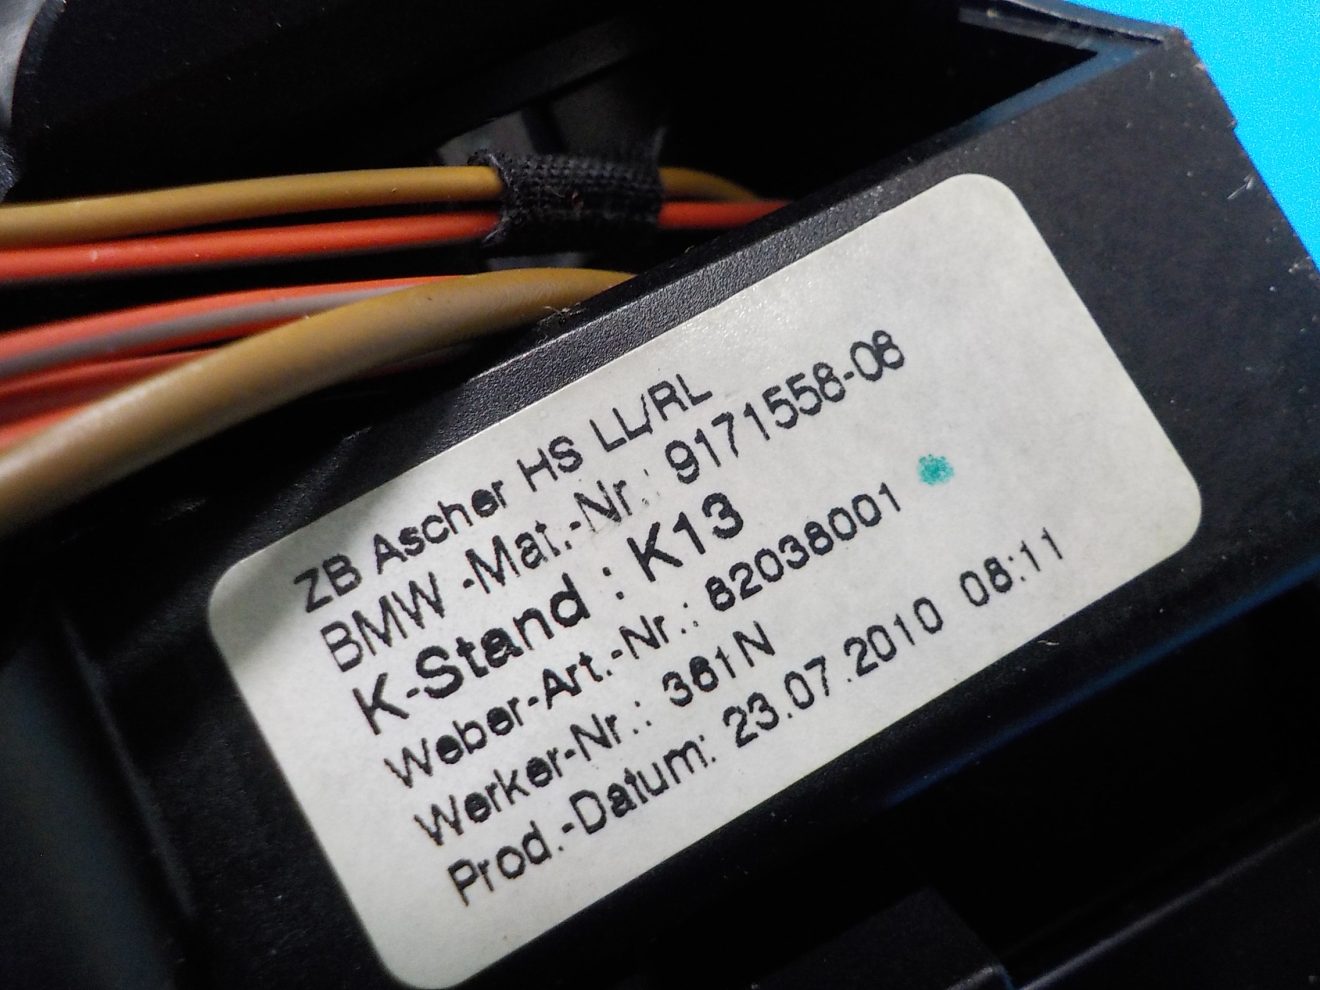 ZB Ascher HS LL/RL
BMW -Mat.-Nr.: 9171558-08
K-Stand : K13
Weber-Art.-Nr.: 82038001
Werker-Nr.: 361N
Prod.-Datum: 23.07.2010 08:11